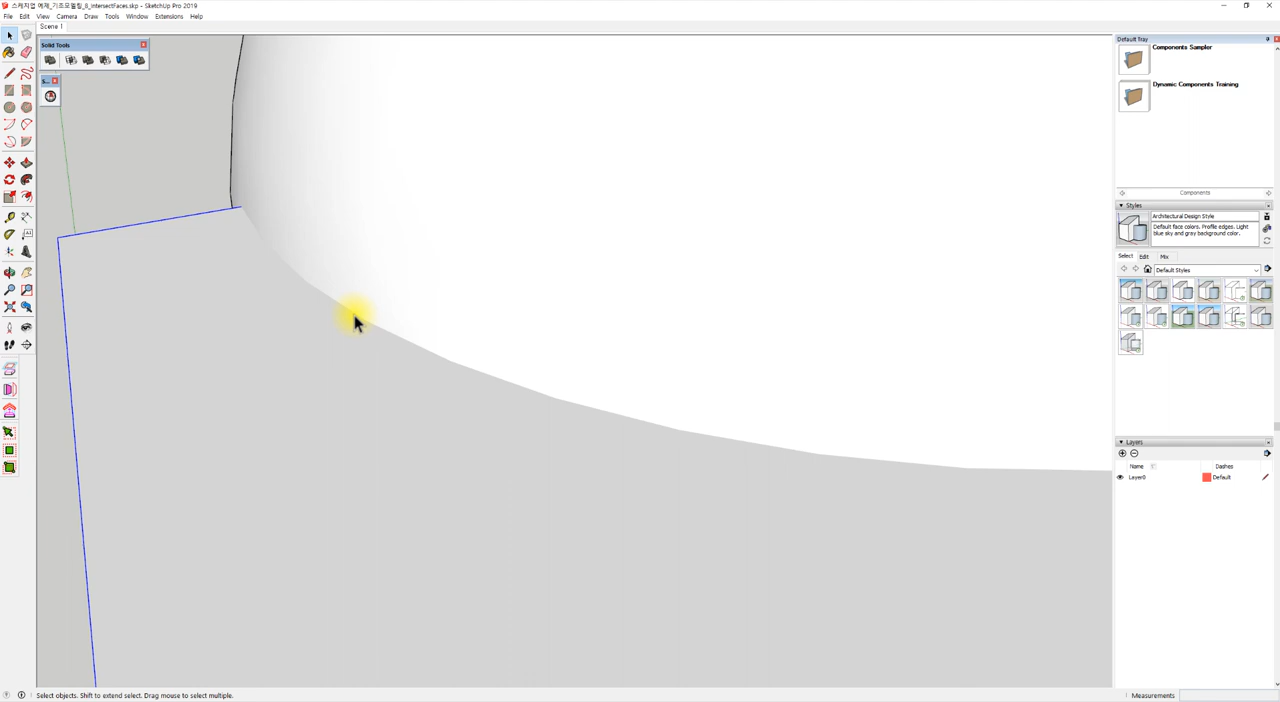 스케치업 예제_기초모델링_8_IntersectFaces.skp - SketchUp Pro 2019
File Edit View Camera Draw Tools Window Extensions Help
Scene 1
Solid Tools
S...
Default Tray
Components Sampler
Dynamic Components Training
Components
Styles
Architectural Design Style
Default face colors. Profile edges. Light
blue sky and gray background color.
Select Edit Mix
Default Styles
Layers
Name Dashes
Layer0 Default
Select objects. Shift to extend select. Drag mouse to select multiple.
Measurements